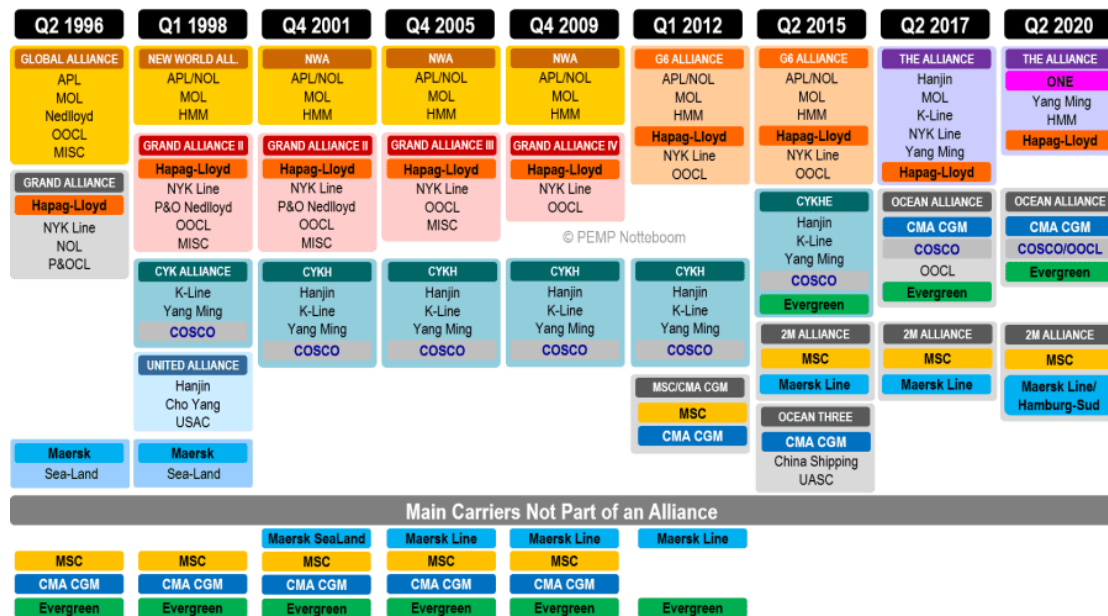 Q2 1996
Q1 1998
Q4 2001
Q4 2005
Q4 2009
Q1 2012
Q2 2015
Q2 2017
Q2 2020
GLOBAL ALLIANCE
APL
MOL
Nedlloyd
OOCL
MISC
GRAND ALLIANCE
Hapag-Lloyd
NYK Line
NOL
P&OCL
Maersk
Sea-Land
NEW WORLD ALL.
APL/NOL
MOL
HMM
GRAND ALLIANCE II
Hapag-Lloyd
NYK Line
P&O Nedlloyd
OOCL
MISC
CYK ALLIANCE
K-Line
Yang Ming
COSCO
UNITED ALLIANCE
Hanjin
Cho Yang
USAC
Maersk
Sea-Land
NWA
APL/NOL
MOL
HMM
GRAND ALLIANCE II
Hapag-Lloyd
NYK Line
P&O Nedlloyd
OOCL
MISC
CYKH
Hanjin
K-Line
Yang Ming
COSCO
NWA
APL/NOL
MOL
HMM
GRAND ALLIANCE III
Hapag-Lloyd
NYK Line
OOCL
MISC
CYKH
Hanjin
K-Line
Yang Ming
COSCO
NWA
APL/NOL
MOL
HMM
GRAND ALLIANCE IV
Hapag-Lloyd
NYK Line
OOCL
© PEMP Notteboom
CYKH
Hanjin
K-Line
Yang Ming
COSCO
G6 ALLIANCE
APL/NOL
MOL
HMM
Hapag-Lloyd
NYK Line
OOCL
CYKH
Hanjin
K-Line
Yang Ming
COSCO
MSC/CMA CGM
MSC
CMA CGM
G6 ALLIANCE
APL/NOL
MOL
HMM
Hapag-Lloyd
NYK Line
OOCL
CYKHE
Hanjin
K-Line
Yang Ming
COSCO
Evergreen
2M ALLIANCE
MSC
Maersk Line
OCEAN THREE
CMA CGM
China Shipping
UASC
THE ALLIANCE
Hanjin
MOL
K-Line
NYK Line
Yang Ming
Hapag-Lloyd
OCEAN ALLIANCE
CMA CGM
COSCO
OOCL
Evergreen
2M ALLIANCE
MSC
Maersk Line
THE ALLIANCE
ONE
Yang Ming
HMM
Hapag-Lloyd
OCEAN ALLIANCE
CMA CGM
COSCO/OOCL
Evergreen
2M ALLIANCE
MSC
Maersk Line/
Hamburg-Sud
Main Carriers Not Part of an Alliance
MSC
CMA CGM
Evergreen
MSC
CMA CGM
Evergreen
Maersk SeaLand
MSC
CMA CGM
Evergreen
Maersk Line
MSC
CMA CGM
Evergreen
Maersk Line
MSC
CMA CGM
Evergreen
Maersk Line
Evergreen